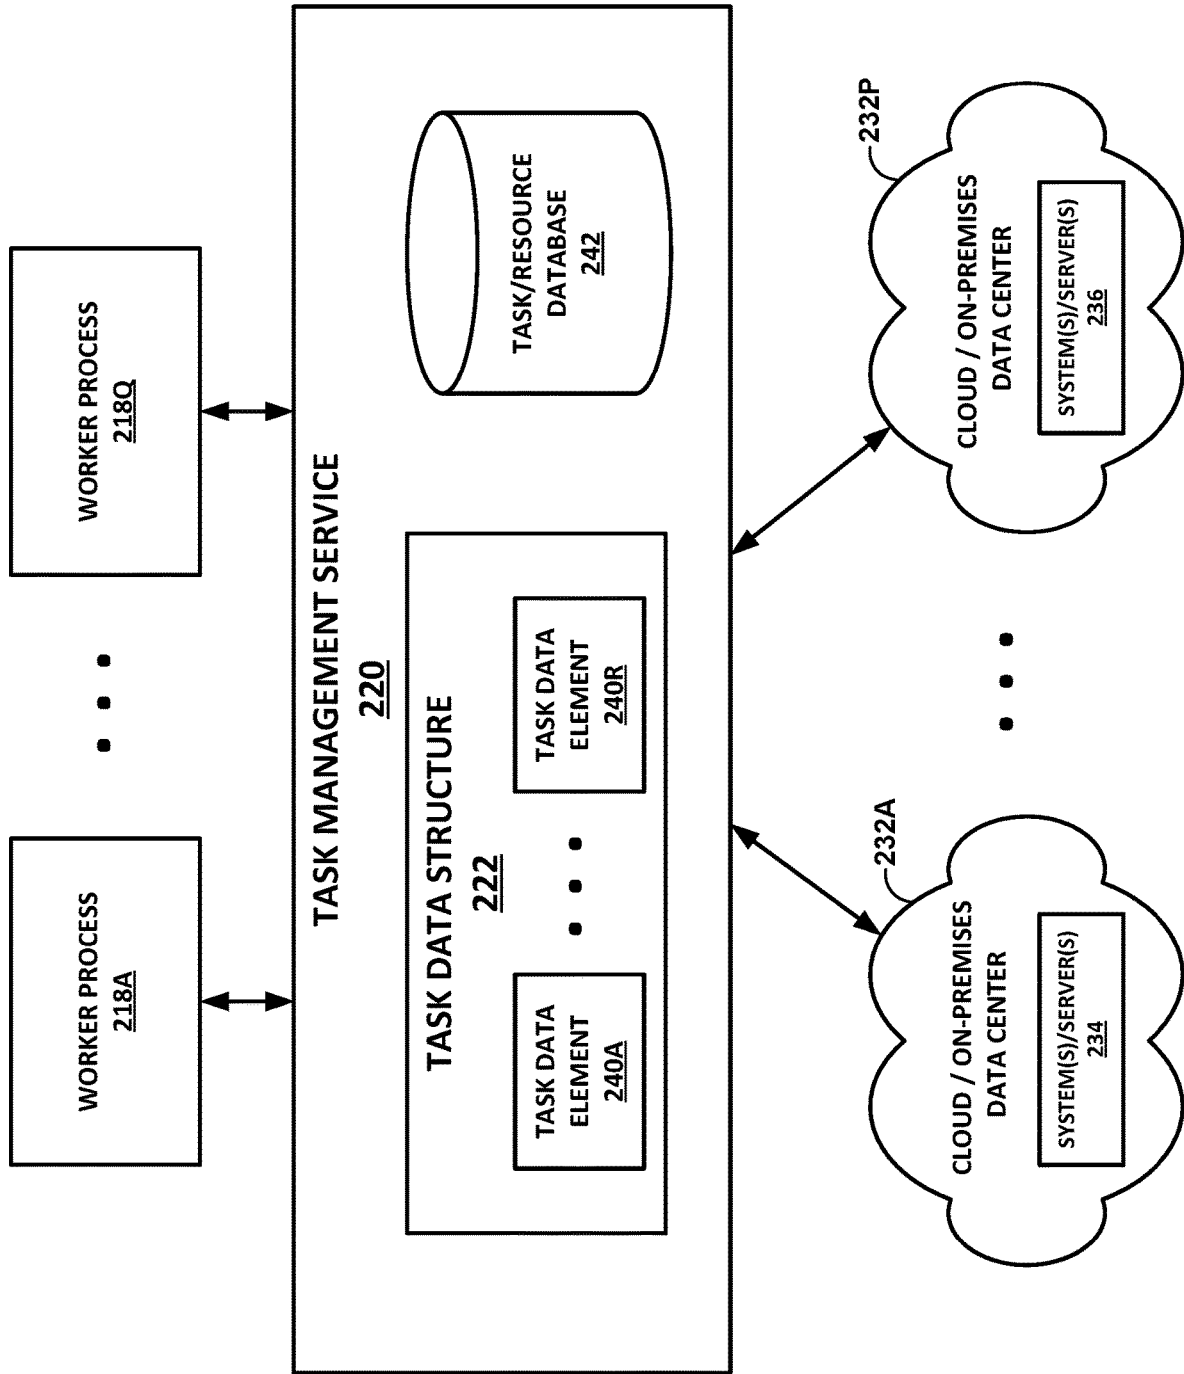 WORKER PROCESS
218A
WORKER PROCESS
218Q
TASK MANAGEMENT SERVICE
220
TASK DATA STRUCTURE
222
TASK DATA
ELEMENT
240A
TASK DATA
ELEMENT
240R
TASK/RESOURCE
DATABASE
242
232A
CLOUD / ON-PREMISES
DATA CENTER
SYSTEM(S)/SERVER(S)
234
232P
CLOUD / ON-PREMISES
DATA CENTER
SYSTEM(S)/SERVER(S)
236